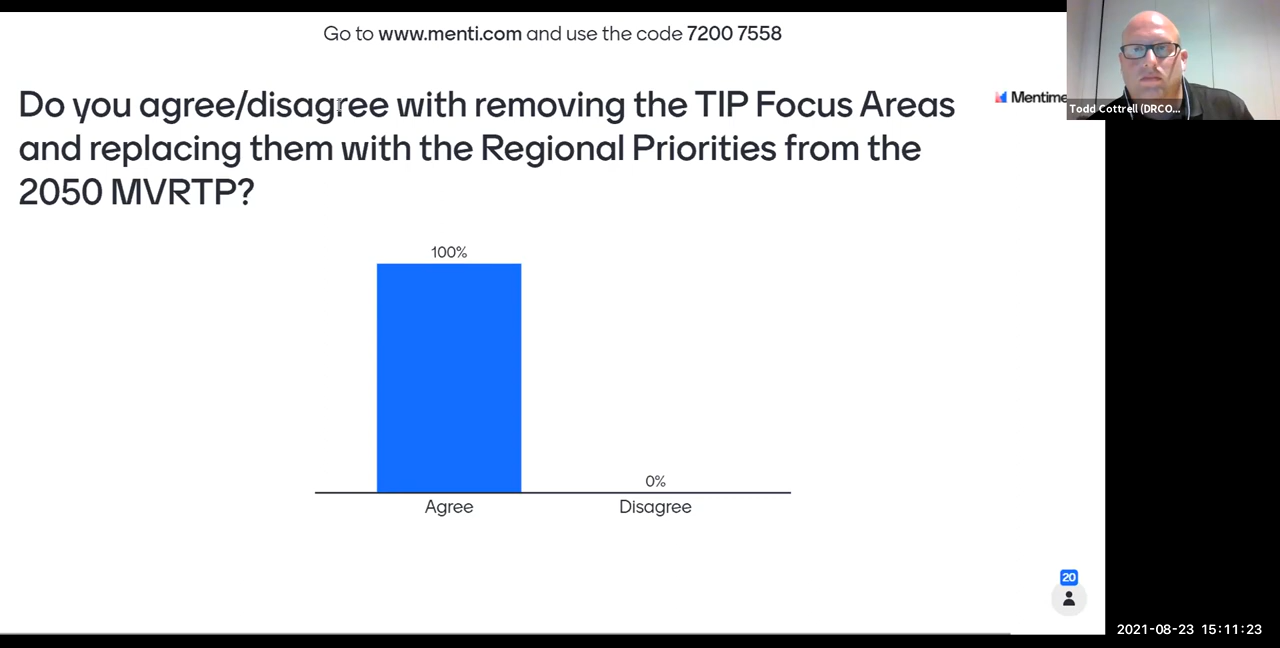 Go to www.menti.com and use the code 7200 7558
Do you agree/disagree with removing the TIP Focus Areas
and replacing them with the Regional Priorities from the
2050 MVRTP?
Mentime
Todd Cottrell (DRCO...
100%
0%
Agree
Disagree
20
2021-08-23 15:11:23